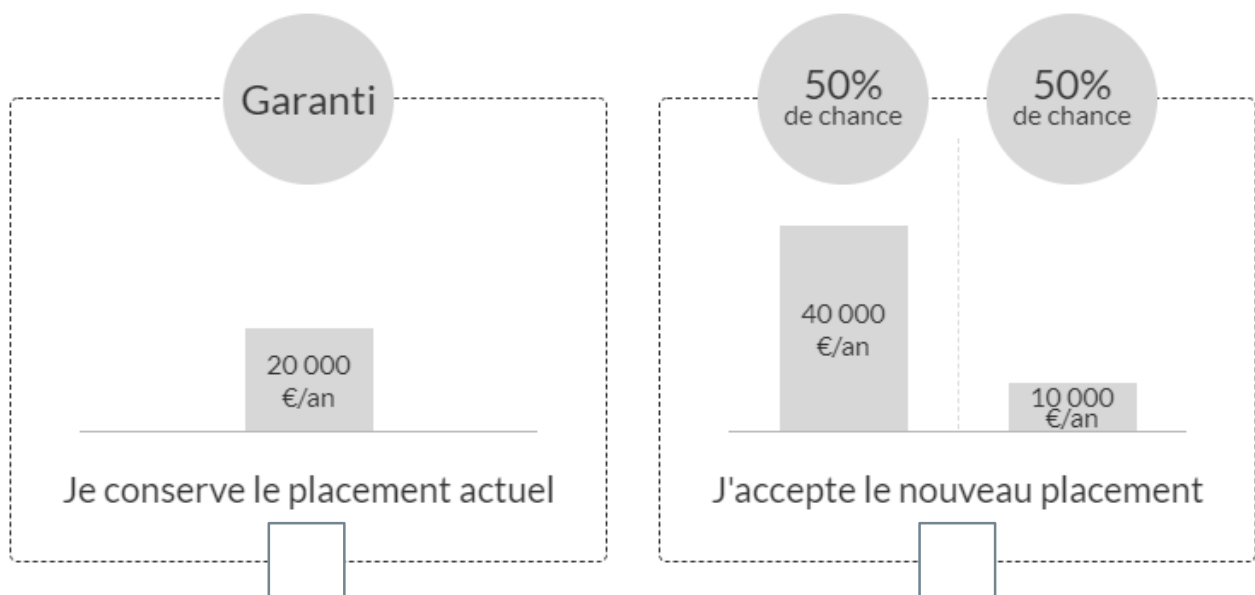 Garanti
20 000
€/an
Je conserve le placement actuel
50%
de chance
50%
de chance
40 000
€/an
10 000
€/an
J'accepte le nouveau placement